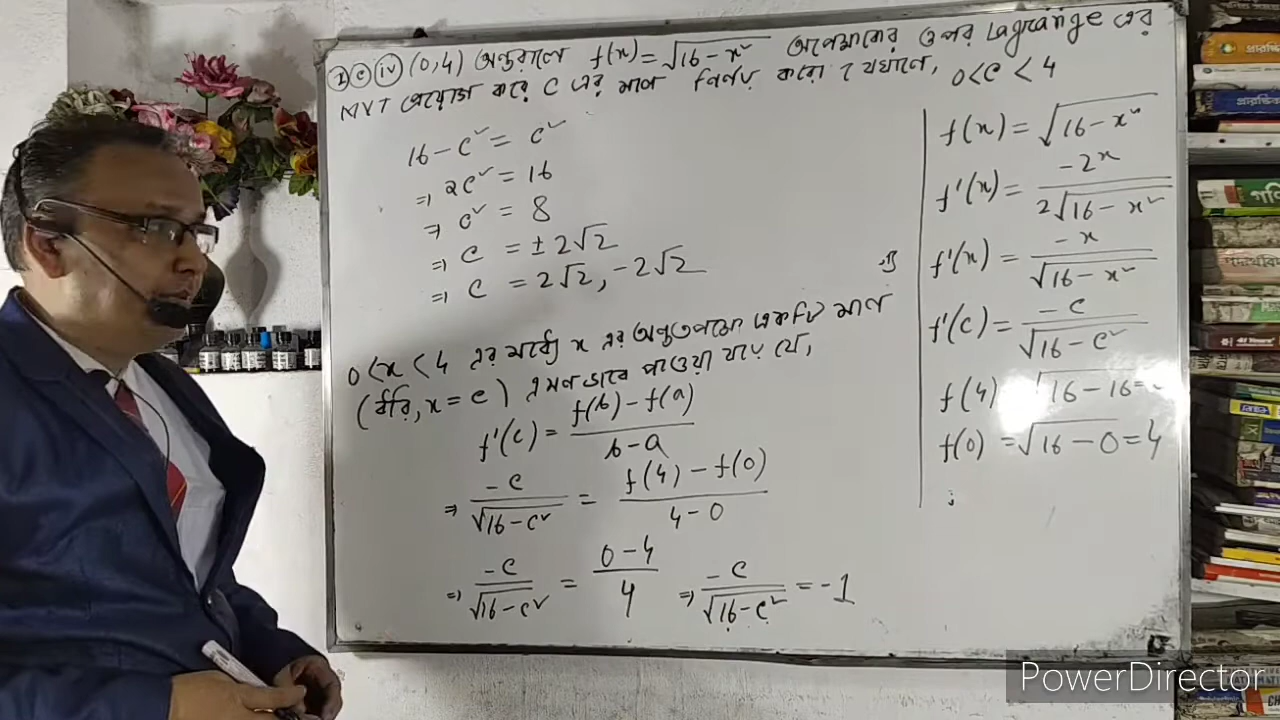 I (c) (iv) (0,4) অন্তরালে f(x) = √16-x² অপেক্ষকের ওপর Lagrange এর
MVT প্রয়োগ করে C এর মান নির্ণয় করো। যেখানে, 0<c<4
16-c² = c²
⇒ 2c² = 16
⇒ c² = 8
⇒ c = ± 2√2
⇒ c = 2√2, -2√2
0<x<4 এর মধ্যে x এর অন্ততপক্ষে একটি মান
(ধরি, x = c) এমনভাবে পাওয়া যাবে যে,
f'(c) = f(b) - f(a) / b-a
⇒ -c / √16-c² = f(4) - f(0) / 4-0
⇒ -c / √16-c² = 0-4 / 4 ⇒ -c / √16-c² = -1
f(x) = √16-x²
f'(x) = -2x / 2√16-x²
f'(x) = -x / √16-x²
f'(c) = -c / √16-c²
f(4) √16-16=
f(0) = √16-0 = 4
গণি
PowerDirector